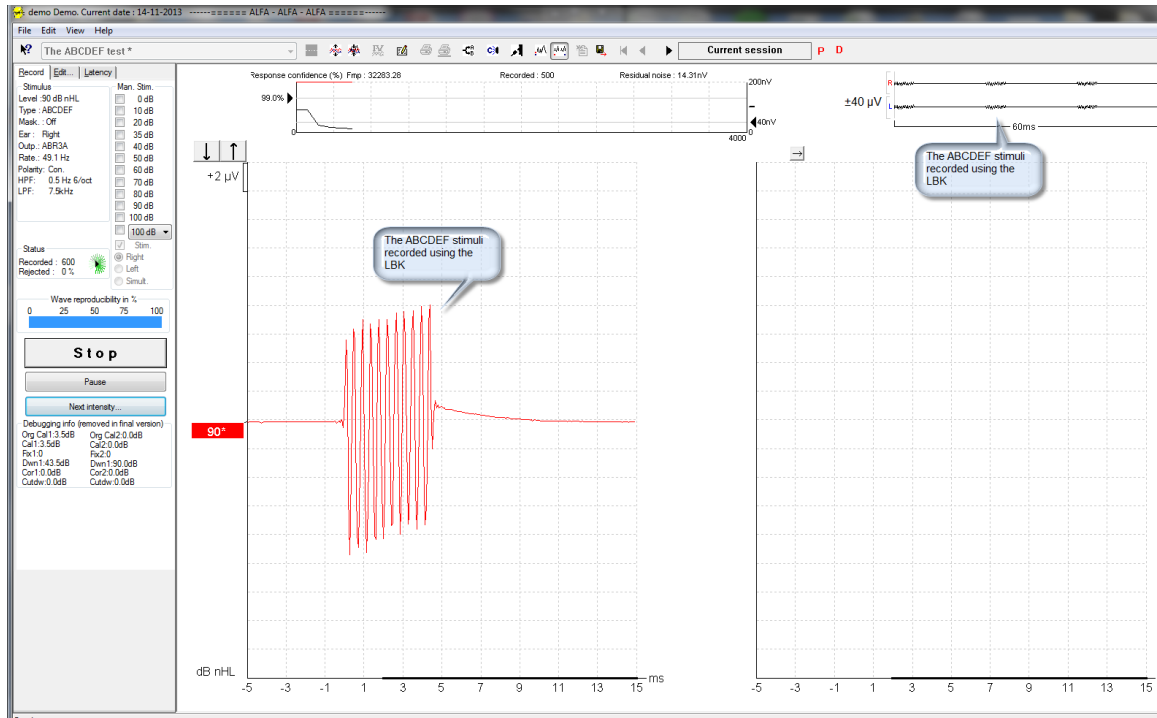 demo Demo. Current date : 14-11-2013 ------====== ALFA - ALFA - ALFA ======------
File Edit View Help
The ABCDEF test *
Current session
P D
Record Edit... Latency
Stimulus
Level :90 dB nHL
Type : ABCDEF
Mask. : Off
Ear : Right
Outp.: ABR3A
Rate.: 49.1 Hz
Polarity: Con.
HPF: 0.5 Hz 6/oct
LPF: 7.5kHz
Man. Stim.
0 dB
10 dB
20 dB
35 dB
40 dB
50 dB
60 dB
70 dB
80 dB
90 dB
100 dB
100 dB
Stim.
Right
Left
Simult.
Status
Recorded : 600
Rejected : 0 %
Wave reproducibility in %
0 25 50 75 100
Stop
Pause
Next intensity...
Debugging info (removed in final version)
Org Cal1:3.5dB Org Cal2:0.0dB
Cal1:3.5dB Cal2:0.0dB
Fix1:0 Fix2:0
Dwn1:43.5dB Dwn1:90.0dB
Cor1:0.0dB Cor2:0.0dB
Cutdw:0.0dB Cutdw:0.0dB
Response confidence (%) Fmp : 32283.28 Recorded : 500 Residual noise : 14.31nV
200nV
99.0%
40nV
0 0
4000
±40 µV
R
L
60ms
The ABCDEF stimuli
recorded using the
LBK
+2 µV
The ABCDEF stimuli
recorded using the
LBK
90*
dB nHL
-5 -3 -1 1 3 5 7 9 11 13 15 ms
-5 -3 -1 1 3 5 7 9 11 13 15